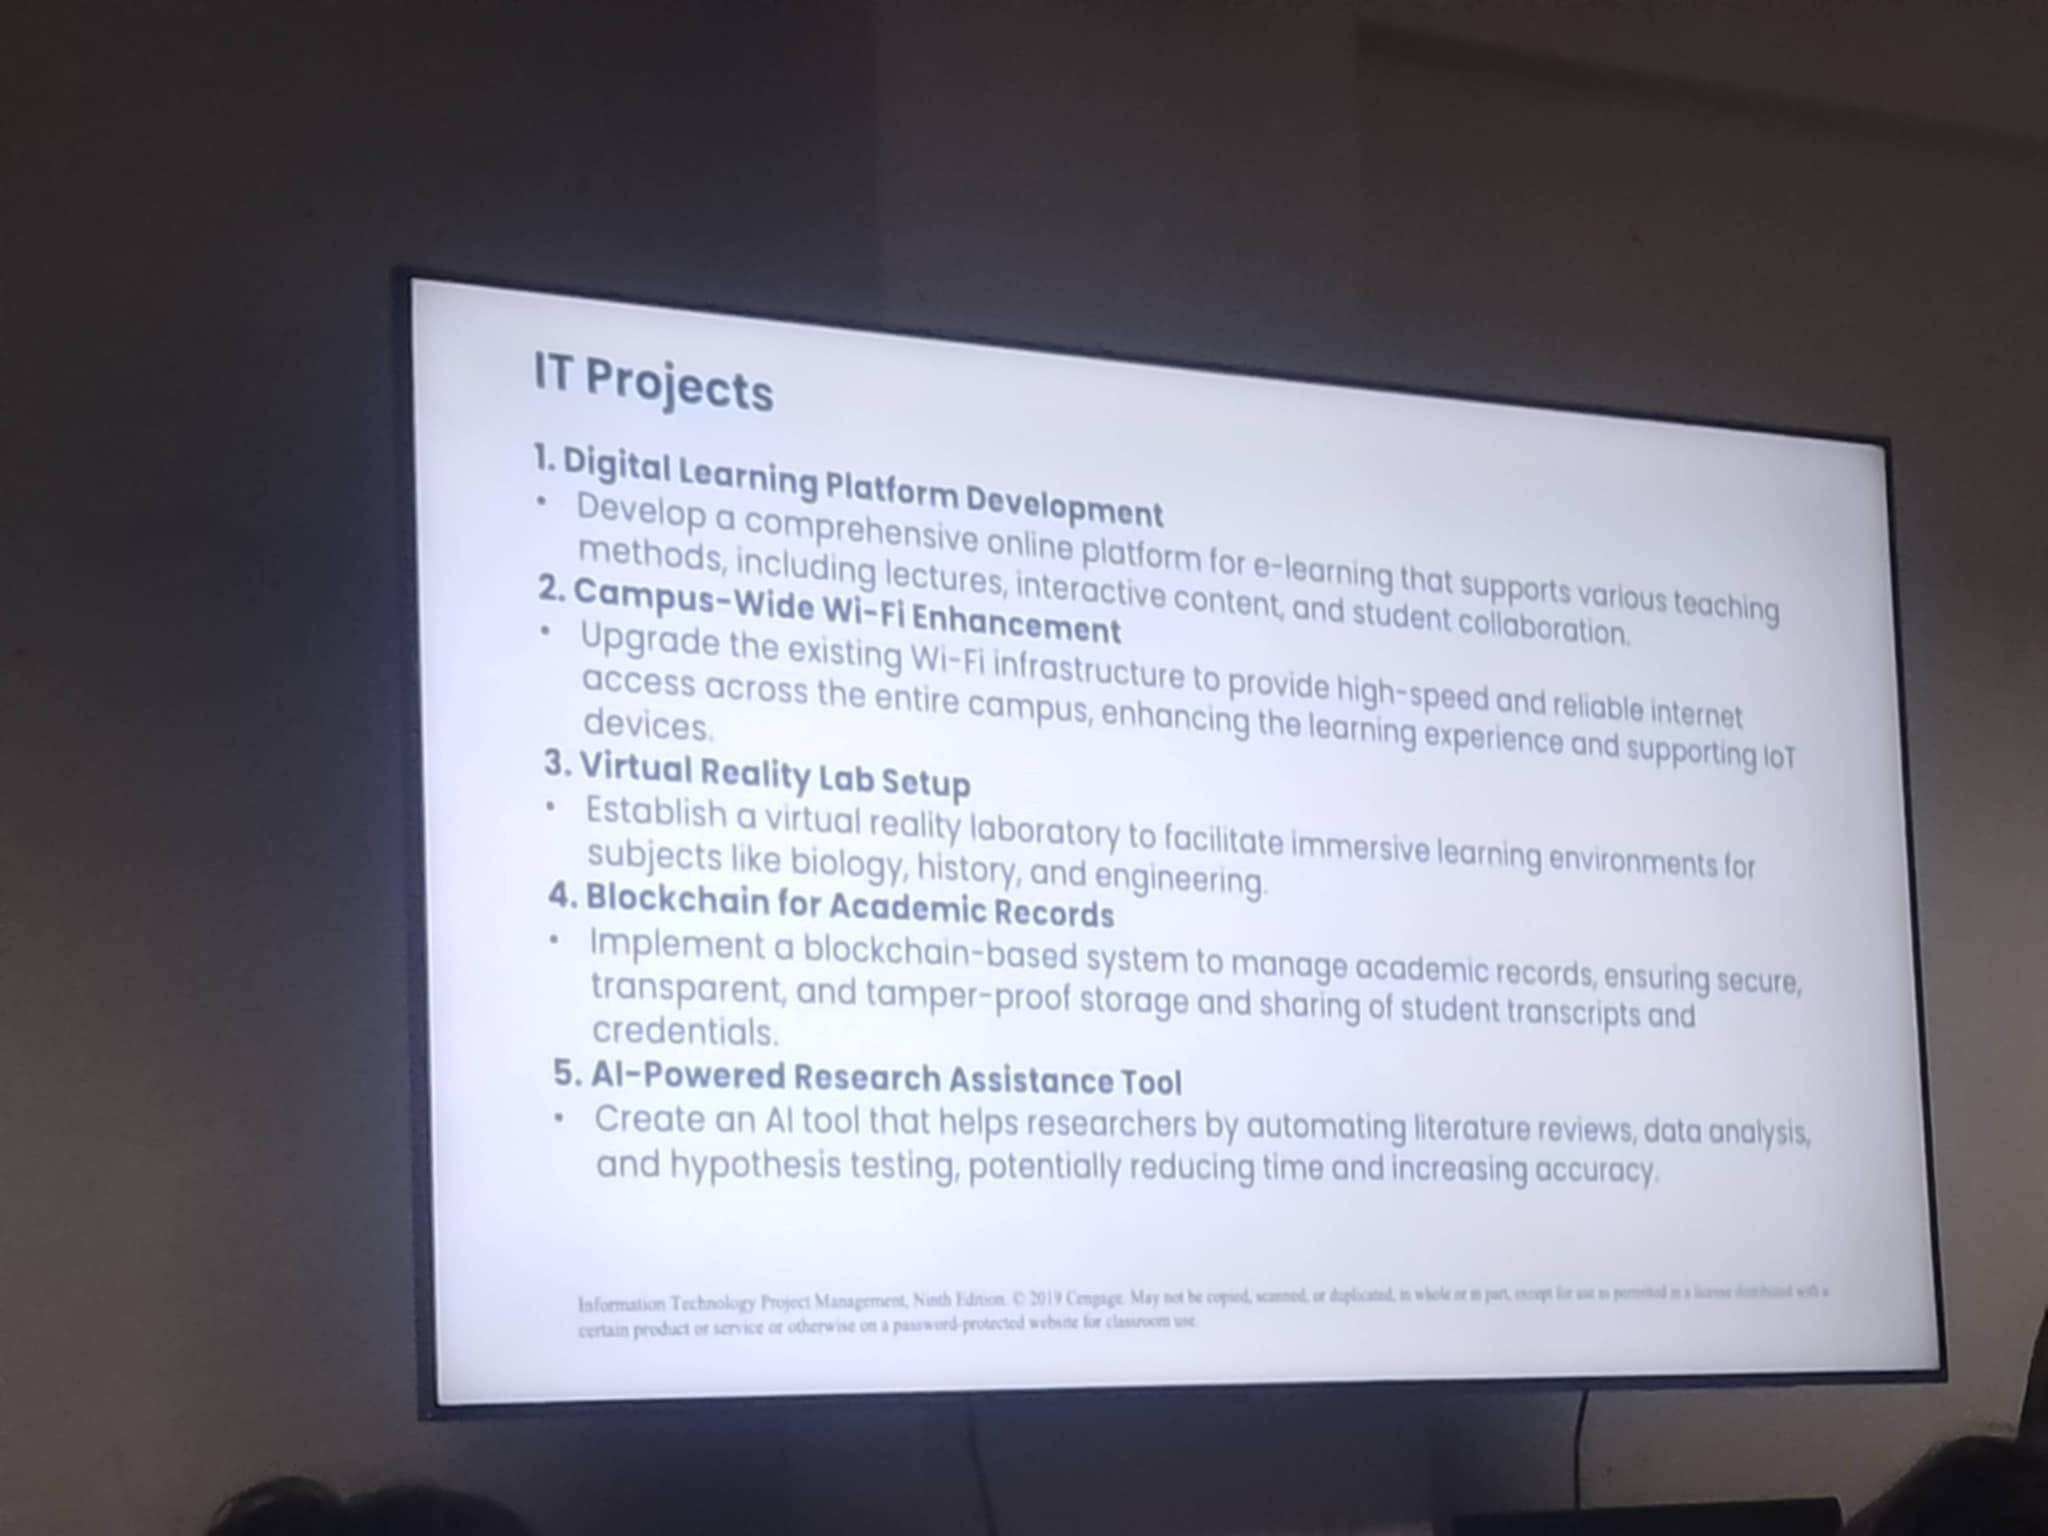 IT Projects
1. Digital Learning Platform Development
• Develop a comprehensive online platform for e-learning that supports various teaching
methods, including lectures, interactive content, and student collaboration.
2. Campus-Wide Wi-Fi Enhancement
• Upgrade the existing Wi-Fi infrastructure to provide high-speed and reliable internet
access across the entire campus, enhancing the learning experience and supporting IoT
devices.
3. Virtual Reality Lab Setup
• Establish a virtual reality laboratory to facilitate immersive learning environments for
subjects like biology, history, and engineering.
4. Blockchain for Academic Records
• Implement a blockchain-based system to manage academic records, ensuring secure,
transparent, and tamper-proof storage and sharing of student transcripts and
credentials.
5. AI-Powered Research Assistance Tool
• Create an AI tool that helps researchers by automating literature reviews, data analysis,
and hypothesis testing, potentially reducing time and increasing accuracy.
Information Technology Project Management, Ninth Edition. © 2019 Cengage. May not be copied, scanned, or duplicated, in whole or in part, except for use as permitted in a license distributed with a
certain product or service or otherwise on a password-protected website for classroom use.